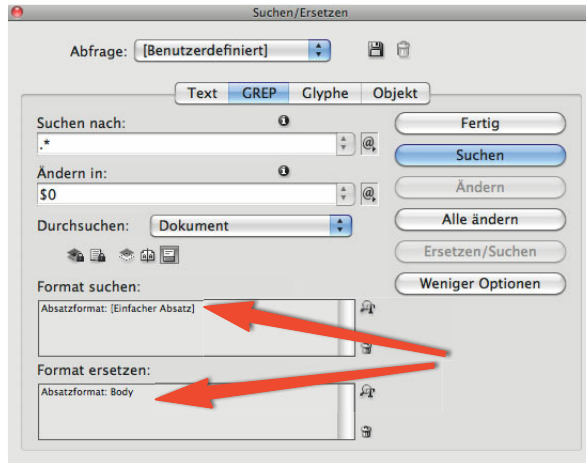 Suchen/Ersetzen
Abfrage: [Benutzerdefiniert]
Text GREP Glyphe Objekt
Suchen nach:
.*
Ändern in:
$0
Durchsuchen: Dokument
Format suchen:
Absatzformat: [Einfacher Absatz]
Format ersetzen:
Absatzformat: Body
Fertig
Suchen
Ändern
Alle ändern
Ersetzen/Suchen
Weniger Optionen